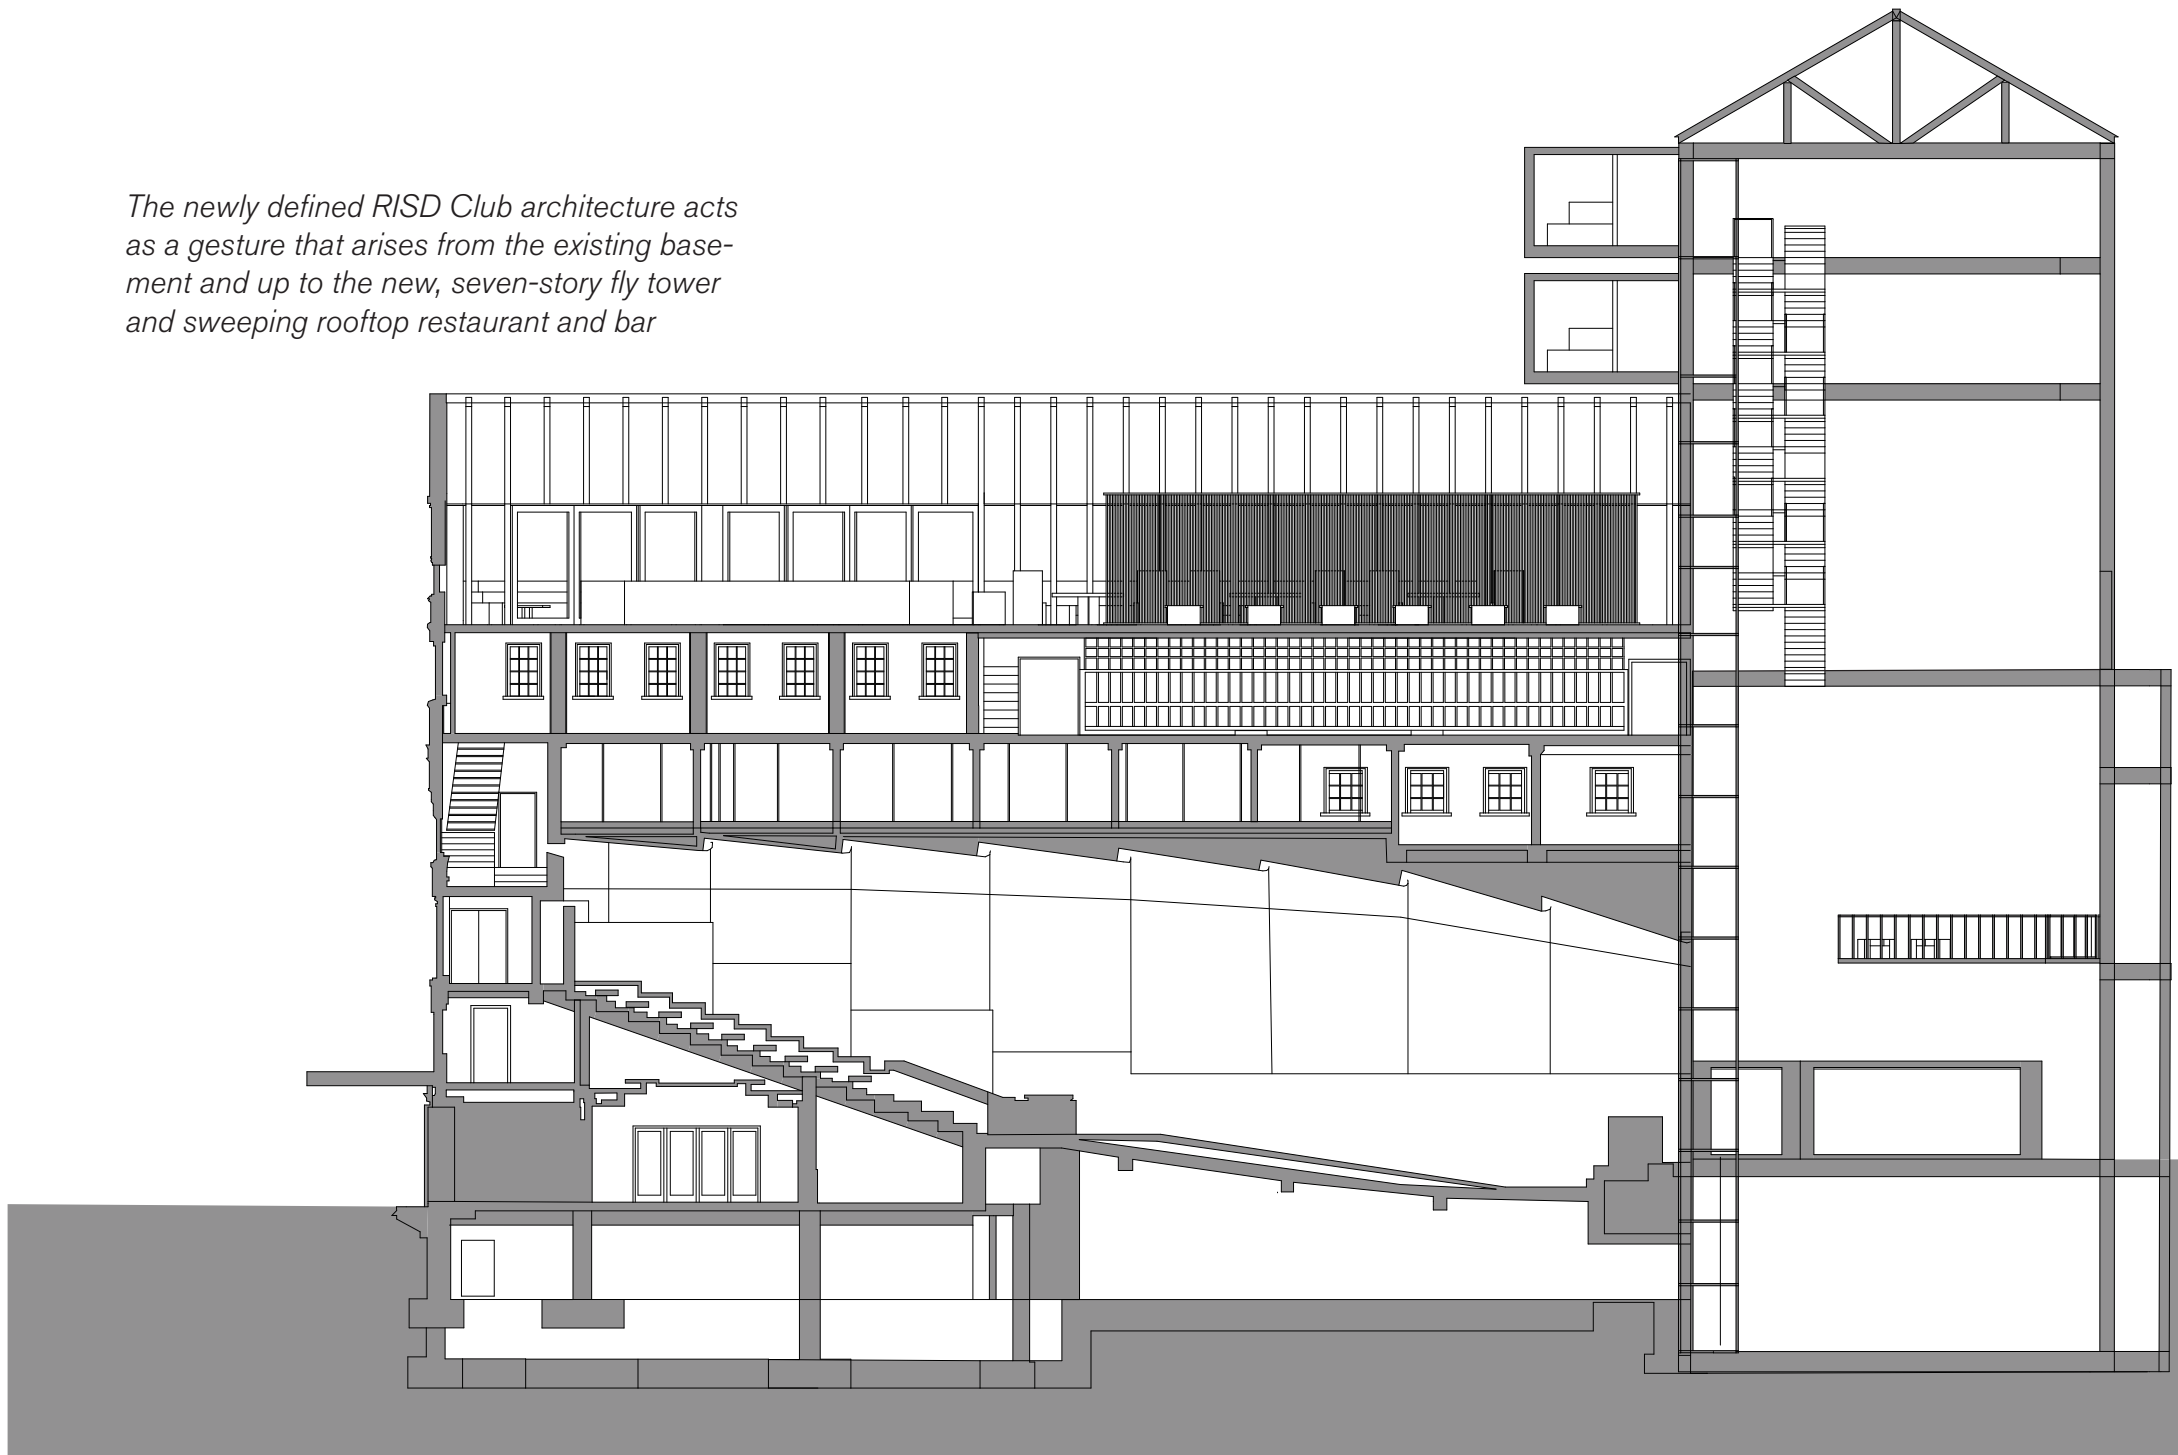 The newly defined RISD Club architecture acts
as a gesture that arises from the existing base-
ment and up to the new, seven-story fly tower
and sweeping rooftop restaurant and bar